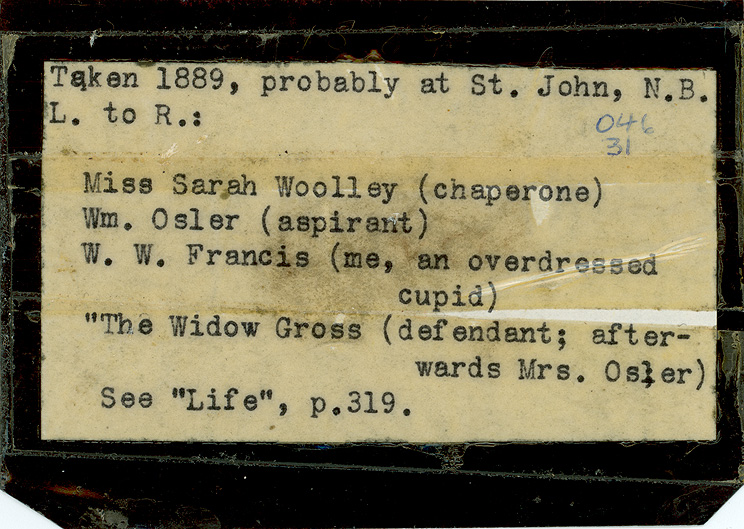 Taken 1889, probably at St. John, N.B.
L. to R.:
046
31
Miss Sarah Woolley (chaperone)
Wm. Osler (aspirant)
W. W. Francis (me, an overdressed
cupid)
"The Widow Gross (defendant; after-
wards Mrs. Osler)
See "Life", p.319.